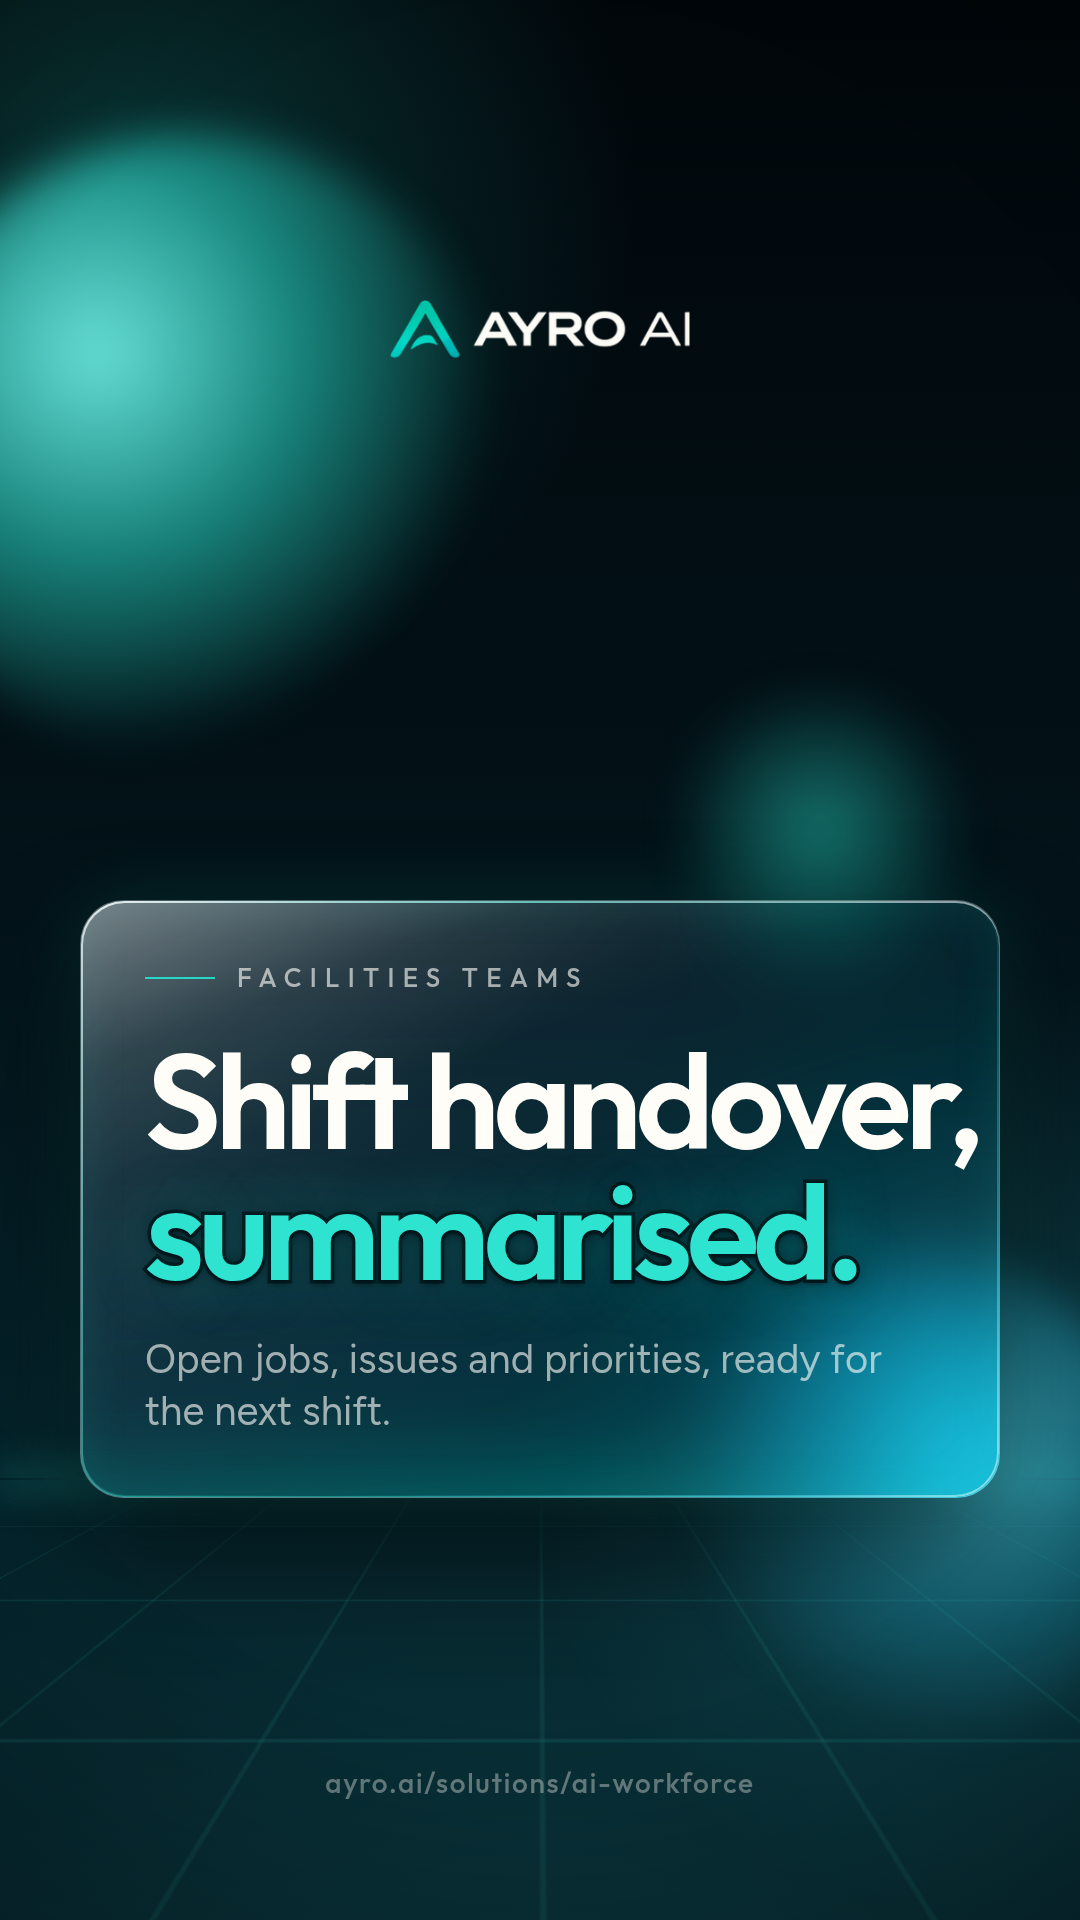 AYRO AI
FACILITIES TEAMS
Shift handover,
summarised.
Open jobs, issues and priorities, ready for
the next shift.
ayro.ai/solutions/ai-workforce